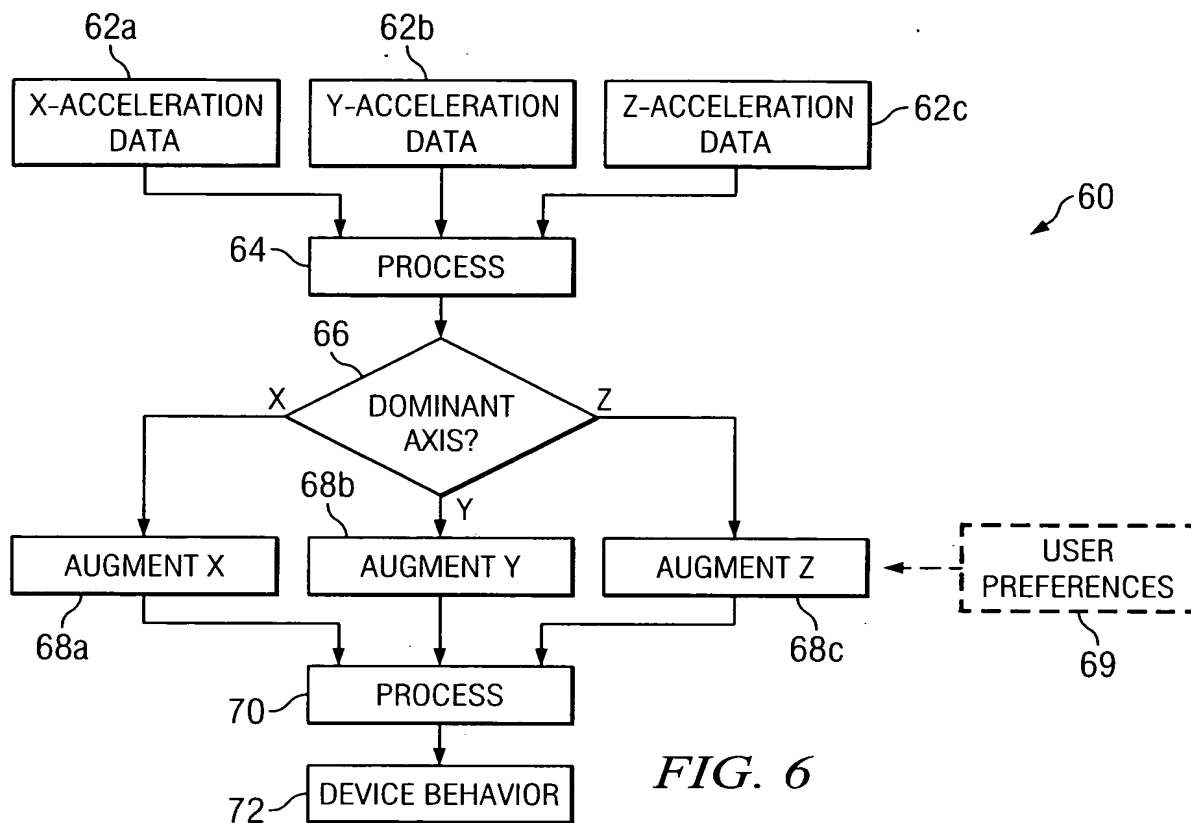 62a
62b
X-ACCELERATION
DATA
Y-ACCELERATION
DATA
Z-ACCELERATION
DATA
62c
60
64
PROCESS
66
X
DOMINANT
AXIS?
Z
Y
68b
AUGMENT X
AUGMENT Y
AUGMENT Z
USER
PREFERENCES
68a
68c
69
70
PROCESS
72
DEVICE BEHAVIOR
FIG. 6